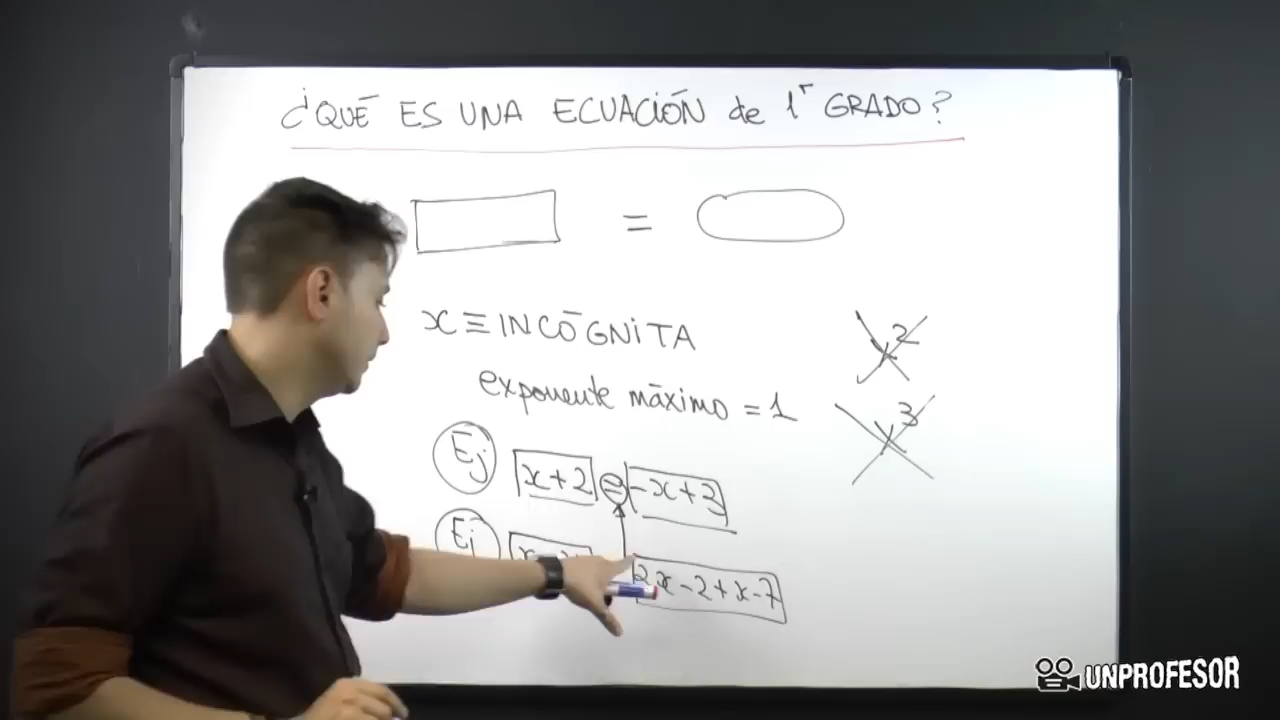 ¿QUÉ ES UNA ECUACIÓN de 1r GRADO?
=
x ≡ INCÓGNITA
x²
exponente máximo = 1
x³
Ej x+2 = -x+3
Ej 2x-2+x-7
UNPROFESOR